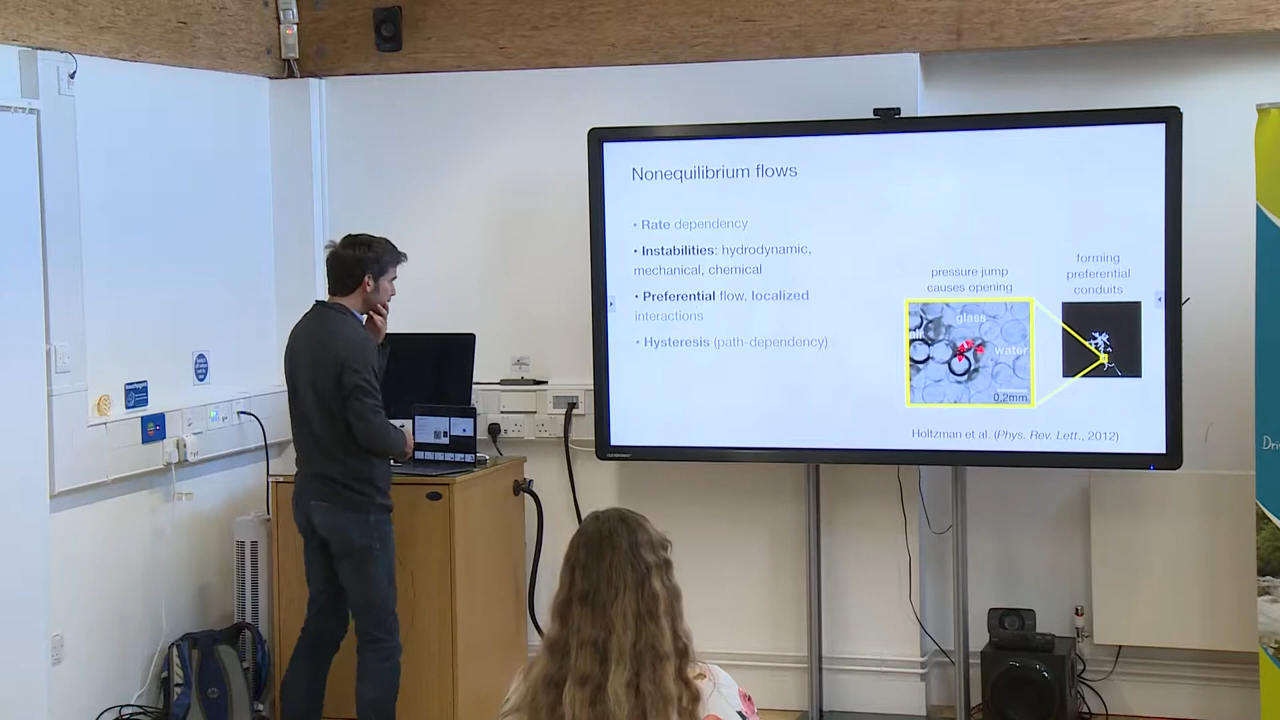 Nonequilibrium flows
• Rate dependency
• Instabilities: hydrodynamic,
mechanical, chemical
• Preferential flow, localized
interactions
• Hysteresis (path-dependency)
pressure jump
causes opening
forming
preferential
conduits
air
glass
water
0.2mm
Holtzman et al. (Phys. Rev. Lett., 2012)